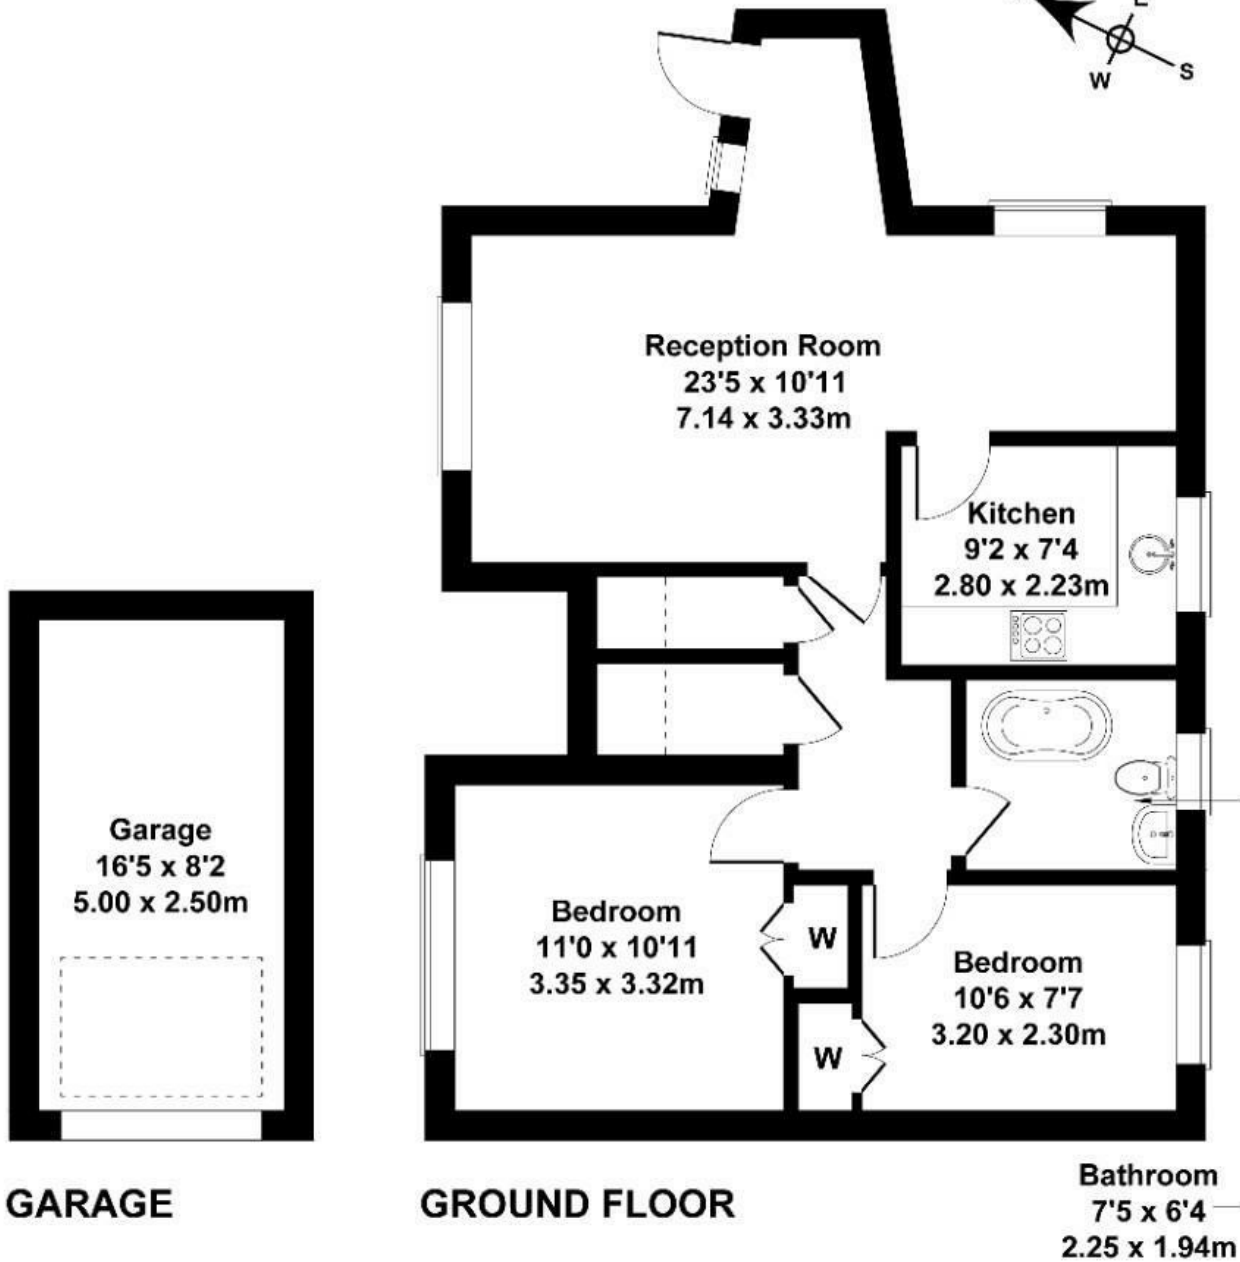 E
W
S
Reception Room
23'5 x 10'11
7.14 x 3.33m
Kitchen
9'2 x 7'4
2.80 x 2.23m
Garage
16'5 x 8'2
5.00 x 2.50m
Bedroom
11'0 x 10'11
3.35 x 3.32m
W
Bedroom
10'6 x 7'7
3.20 x 2.30m
W
GARAGE
GROUND FLOOR
Bathroom
7'5 x 6'4
2.25 x 1.94m